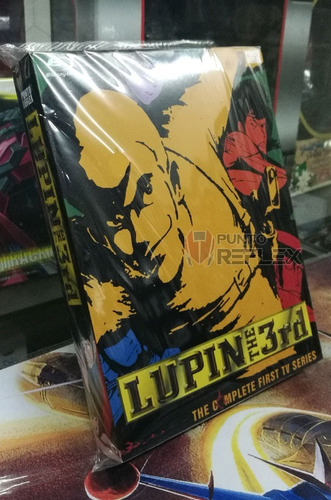 LUPIN THE 3rd
PUNTO
REFLEX
LUPIN THE 3rd
THE COMPLETE FIRST TV SERIES